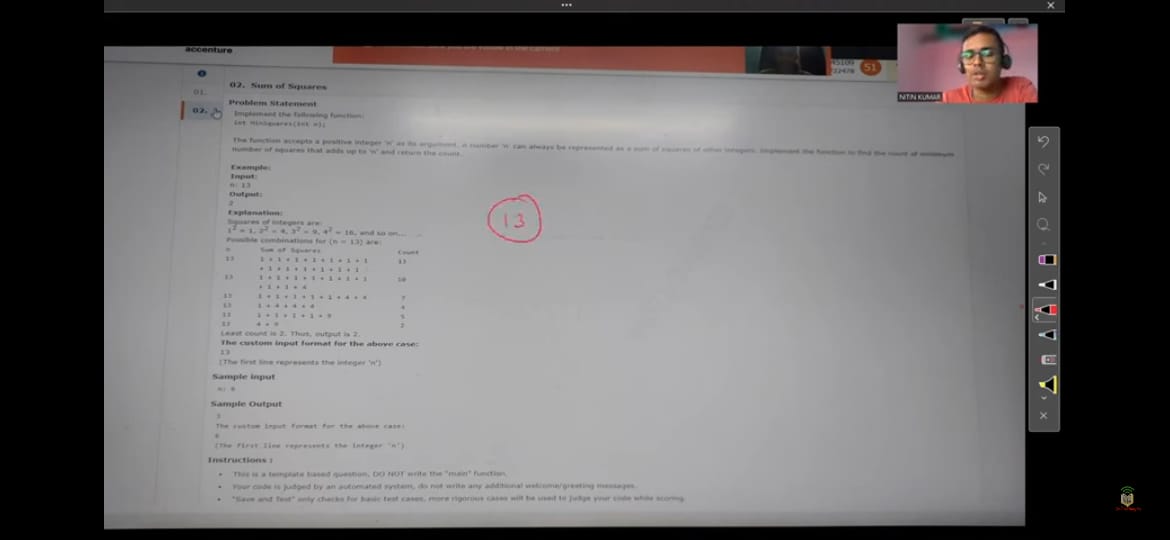 accenture
51
NITIN KUMAR
01.
02.
02. Sum of Squares
Problem Statement
Implement the following function:
int MinSquares(int n);
The function accepts a positive integer 'n' as its argument. A number 'n' can always be represented as a sum of squares of other integers. Implement the function to find the count of minimum
number of squares that adds up to 'n' and return the count.
Example:
Input:
n: 13
Output:
2
Explanation:
Squares of integers are:
1² = 1, 2² = 4, 3² = 9, 4² = 16, and so on...
Possible combinations for (n = 13) are:
n Sum of Squares Count
13 1 + 1 + 1 + 1 + 1 + 1 + 1 13
+ 1 + 1 + 1 + 1 + 1 + 1
13 1 + 1 + 1 + 1 + 1 + 1 + 1 10
+ 1 + 1 + 4
13 1 + 1 + 1 + 1 + 1 + 4 + 4 7
13 1 + 4 + 4 + 4 4
13 1 + 1 + 1 + 1 + 9 5
13 4 + 9 2
Least count is 2. Thus, output is 2.
The custom input format for the above case:
13
(The first line represents the integer 'n')
Sample input
n: 6
Sample Output
3
The custom input format for the above case:
6
(The first line represents the integer 'n')
Instructions :
• This is a template based question, DO NOT write the "main" function.
• Your code is judged by an automated system, do not write any additional welcome/greeting messages.
• "Save and Test" only checks for basic test cases, more rigorous cases will be used to judge your code while scoring.
13